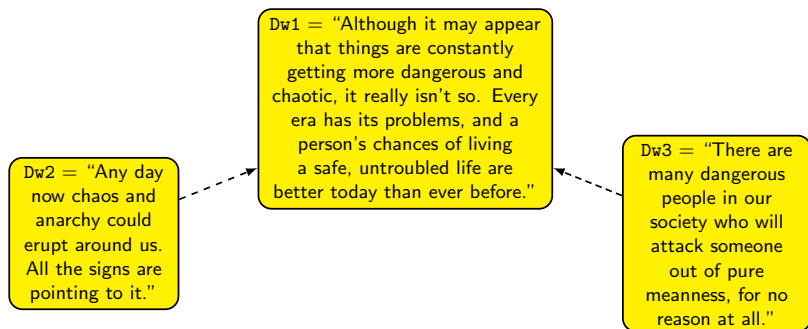 Dw1 = “Although it may appear
that things are constantly
getting more dangerous and
chaotic, it really isn’t so. Every
era has its problems, and a
person’s chances of living
a safe, untroubled life are
better today than ever before.”
Dw2 = “Any day
now chaos and
anarchy could
erupt around us.
All the signs are
pointing to it.”
Dw3 = “There are
many dangerous
people in our
society who will
attack someone
out of pure
meanness, for no
reason at all.”